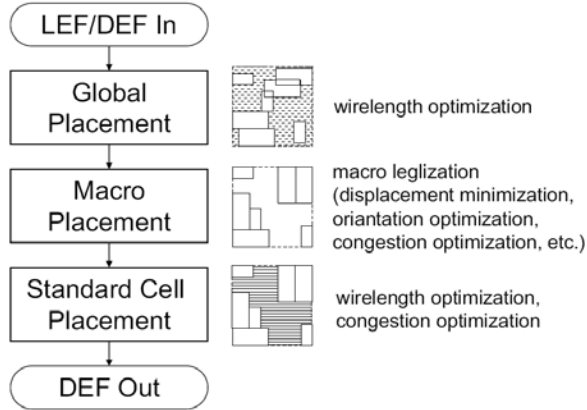 LEF/DEF In
Global
Placement
wirelength optimization
Macro
Placement
macro leglization
(displacement minimization,
oriantation optimization,
congestion optimization, etc.)
Standard Cell
Placement
wirelength optimization,
congestion optimization
DEF Out